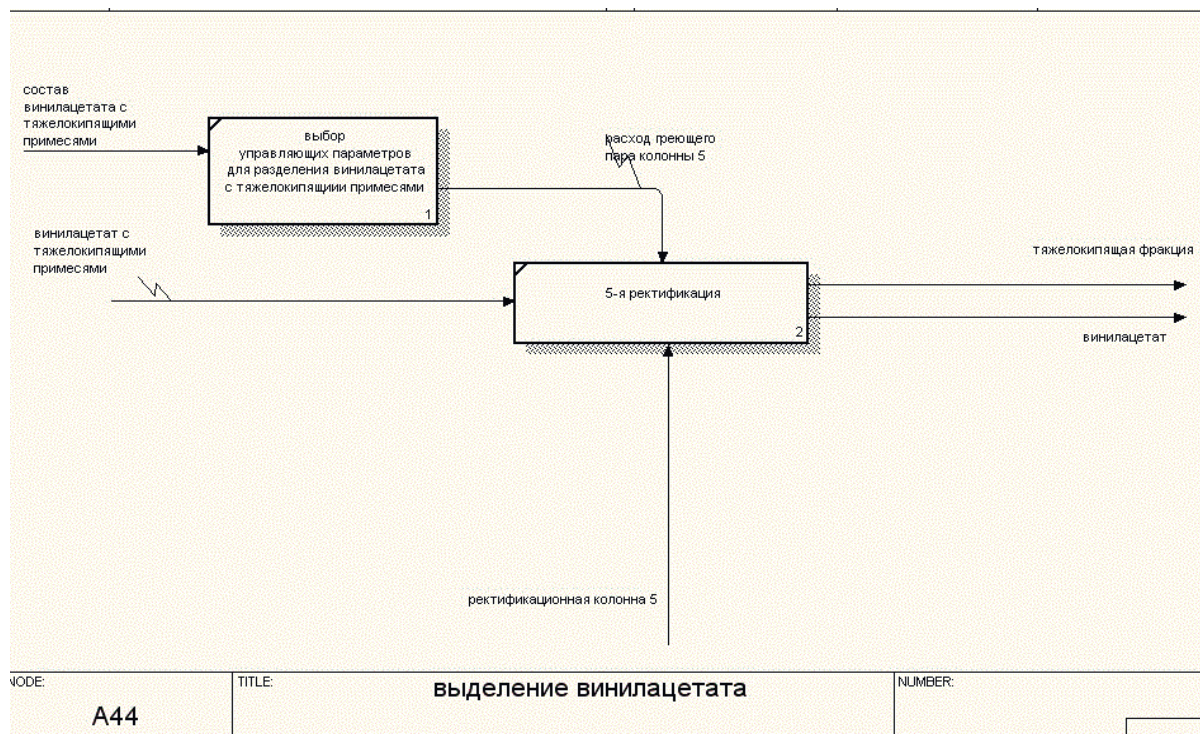 состав
винилацетата с
тяжелокипящими
примесями
выбор
управляющих параметров
для разделения винилацетата
с тяжелокипящиии примесями
1
расход греющего
пара колонны 5
винилацетат с
тяжелокипящими
примесями
5-я ректификация
2
тяжелокипящая фракция
винилацетат
ректификационная колонна 5
NODE:
A44
TITLE:
выделение винилацетата
NUMBER: